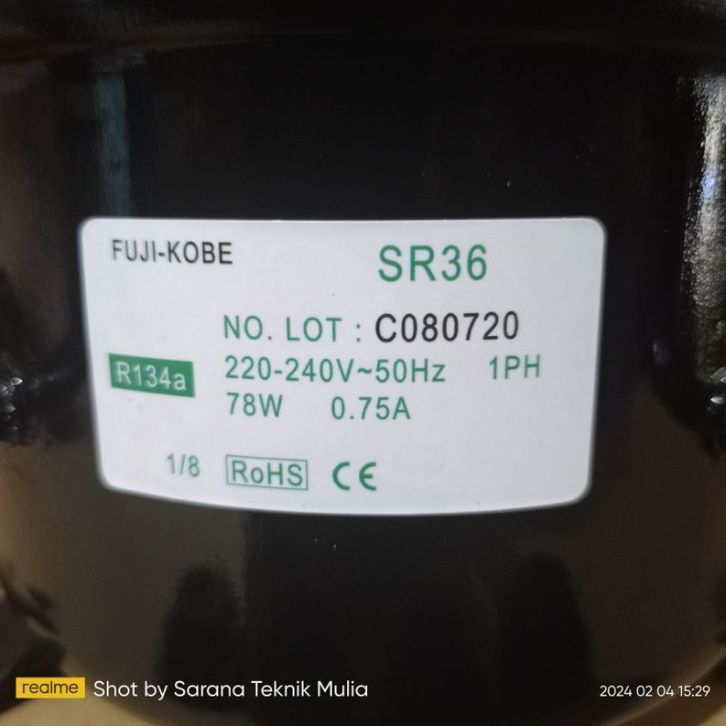 FUJI-KOBE SR36
NO. LOT : C080720
R134a 220-240V~50Hz 1PH
78W 0.75A
1/8 RoHS CE
realme Shot by Sarana Teknik Mulia 2024 02 04 15:29